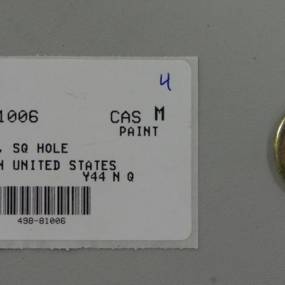 4
1006 CAS M
PAINT
, SQ HOLE
UNITED STATES
Y44 N Q
498-81006